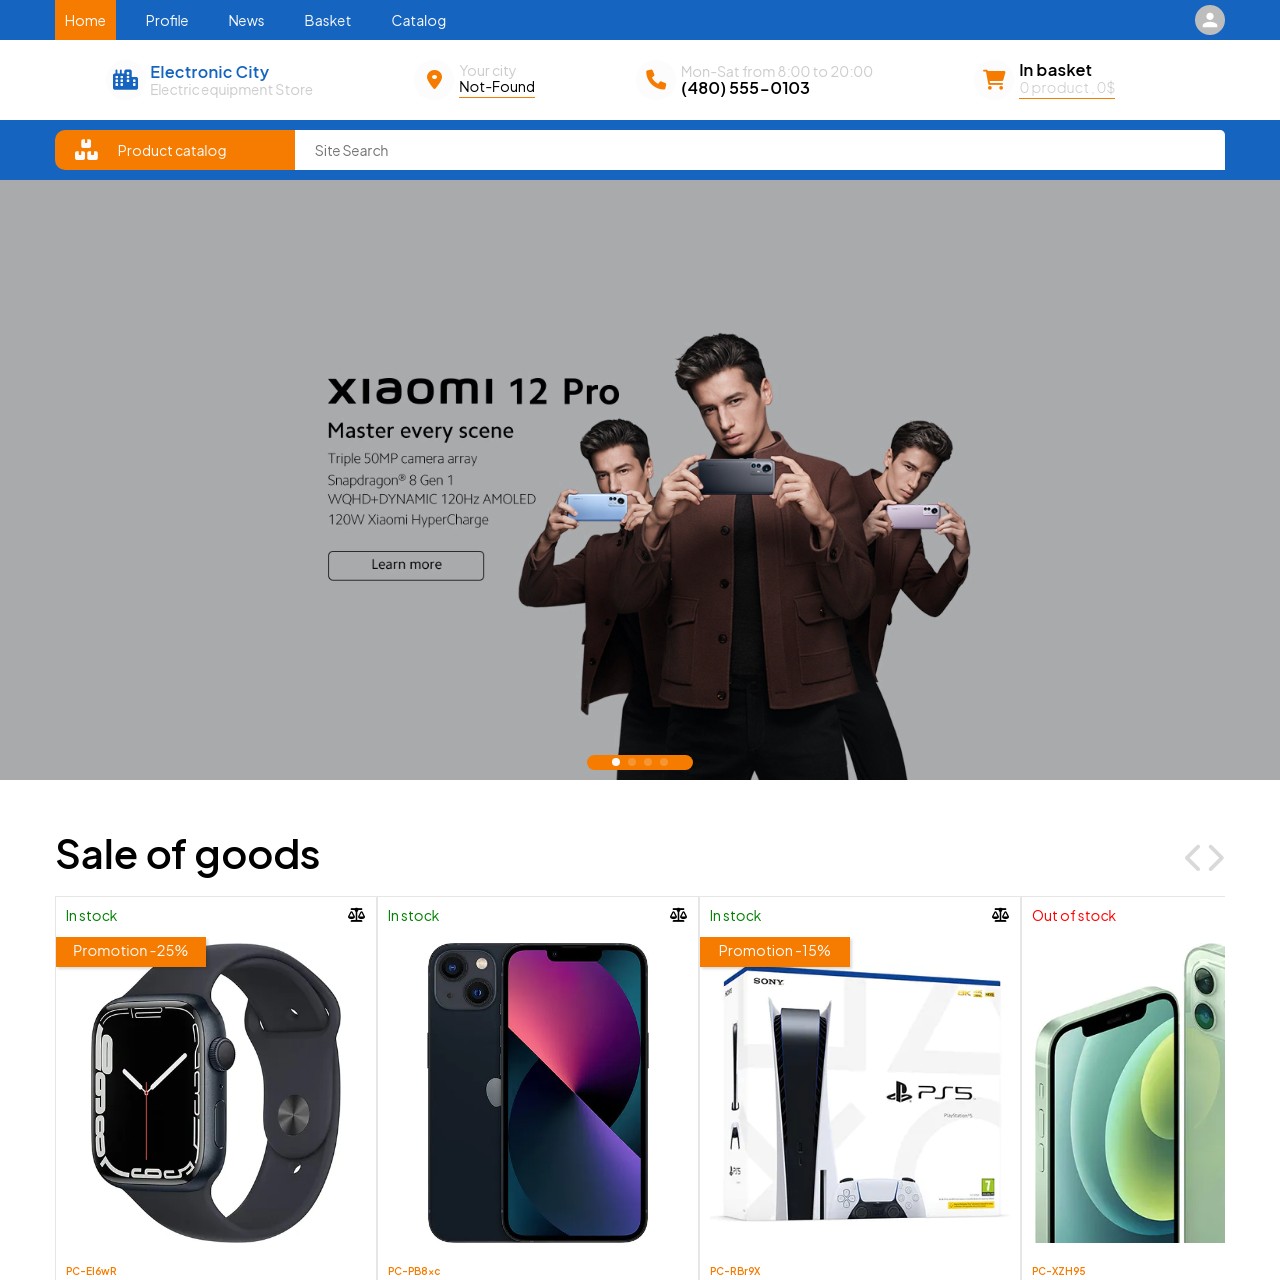 Home
Profile
News
Basket
Catalog
Electronic City
Electric equipment Store
Your city
Not-Found
Mon-Sat from 8:00 to 20:00
(480) 555-0103
In basket
0 product , 0$
Product catalog
Site Search
xiaomi 12 Pro
Master every scene
Triple 50MP camera array
Snapdragon® 8 Gen 1
WQHD+DYNAMIC 120Hz AMOLED
120W Xiaomi HyperCharge
Learn more
Sale of goods
In stock
In stock
In stock
Out of stock
Promotion -25%
Promotion -15%
SONY
PS5
PlayStation®5
7
PC-EI6wR
PC-PB8xc
PC-RBr9X
PC-XZH95